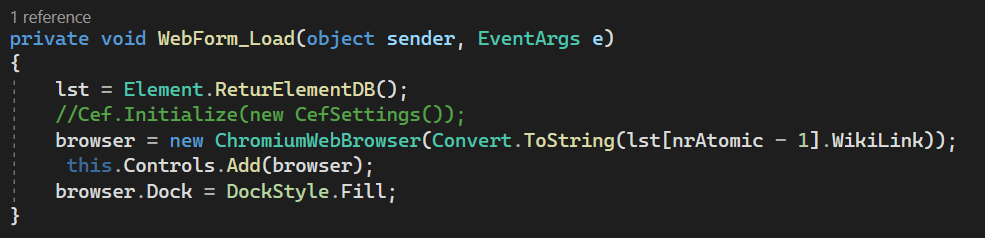 1 reference
private void WebForm_Load(object sender, EventArgs e)
{
lst = Element.ReturElementDB();
//Cef.Initialize(new CefSettings());
browser = new ChromiumWebBrowser(Convert.ToString(lst[nrAtomic - 1].WikiLink));
this.Controls.Add(browser);
browser.Dock = DockStyle.Fill;
}